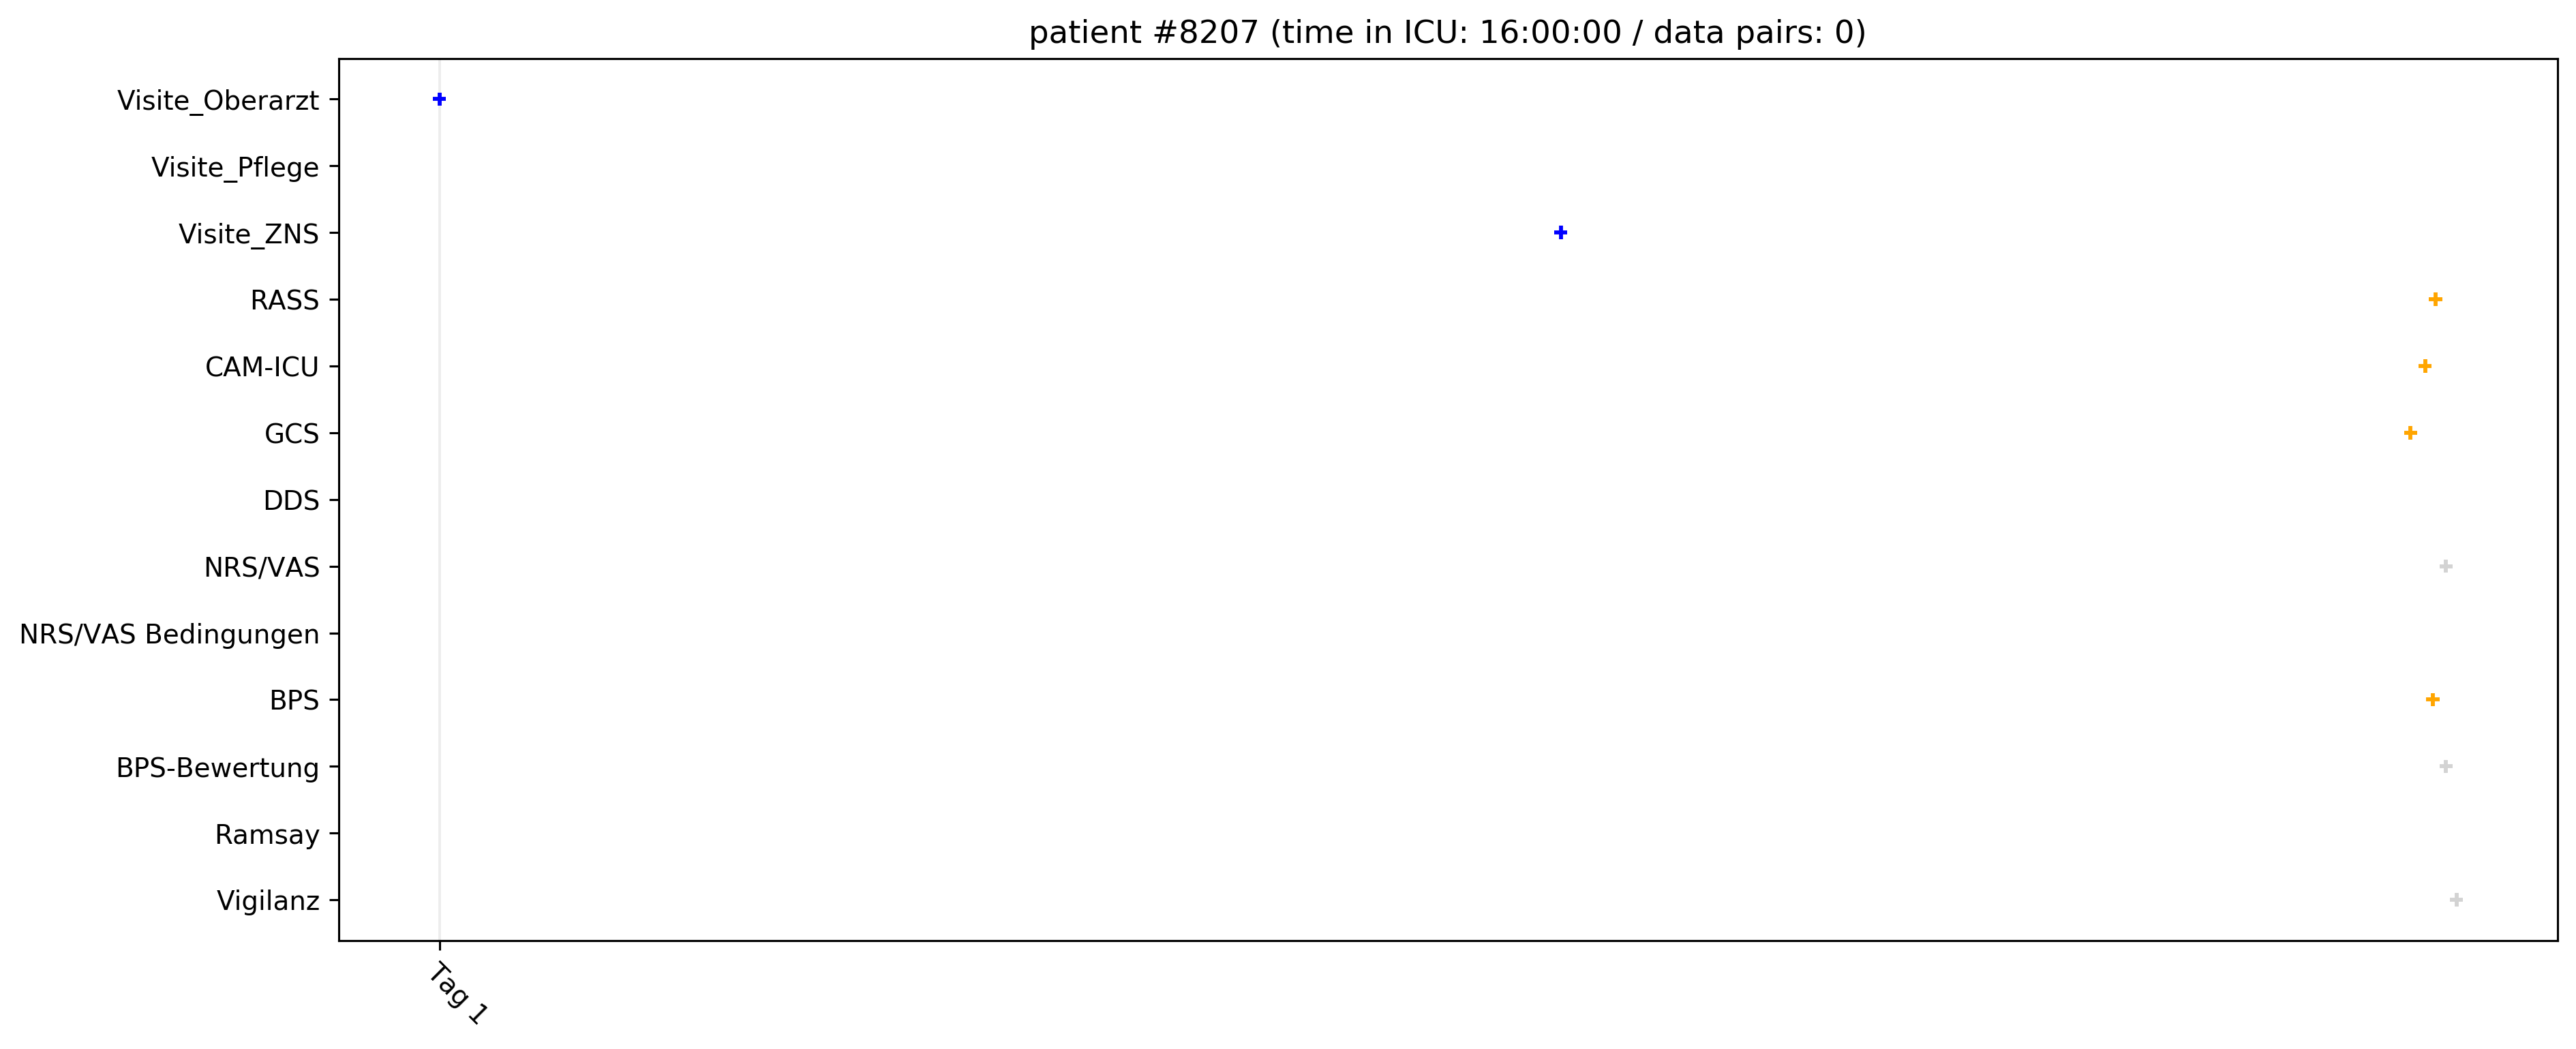 patient #8207 (time in ICU: 16:00:00 / data pairs: 0)
Visite_Oberarzt
Visite_Pflege
Visite_ZNS
RASS
CAM-ICU
GCS
DDS
NRS/VAS
NRS/VAS Bedingungen
BPS
BPS-Bewertung
Ramsay
Vigilanz
Tag 1